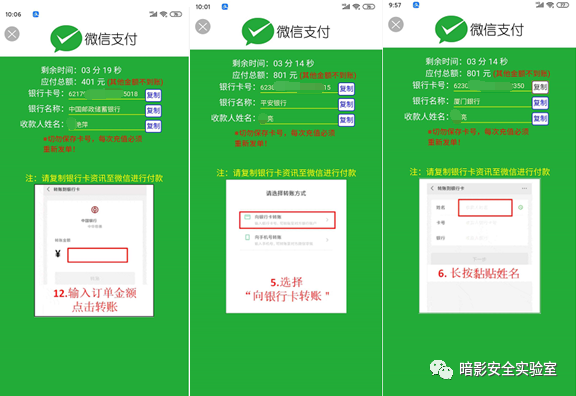 10:06
微信支付
剩余时间：03 分 19 秒
应付总额：401 元 (其他金额不到账)
银行卡号：6217 5018 复制
银行名称：中国邮政储蓄银行 复制
收款人姓名： 艳萍 复制
*切勿保存卡号，每次充值必须
重新发单！
注：请复制银行卡资讯至微信进行付款
转账到银行卡
中国银行
转账金额
¥
12.输入订单金额
点击转账
10:01
微信支付
剩余时间：03 分 14 秒
应付总额：801 元 (其他金额不到账)
银行卡号：6230 15 复制
银行名称：平安银行 复制
收款人姓名： 亮 复制
*切勿保存卡号，每次充值必须
重新发单！
注：请复制银行卡资讯至微信进行付款
请选择转账方式
向银行卡转账
向手机号转账
5.选择
“向银行卡转账”
9:57
微信支付
剩余时间：03 分 14 秒
应付总额：801 元 (其他金额不到账)
银行卡号：6230 350 复制
银行名称：厦门银行 复制
收款人姓名： 亮 复制
*切勿保存卡号，每次充值必须
重新发单！
注：请复制银行卡资讯至微信进行付款
转账到银行卡
姓名
卡号
银行
下一步
6.长按黏贴姓名
暗影安全实验室